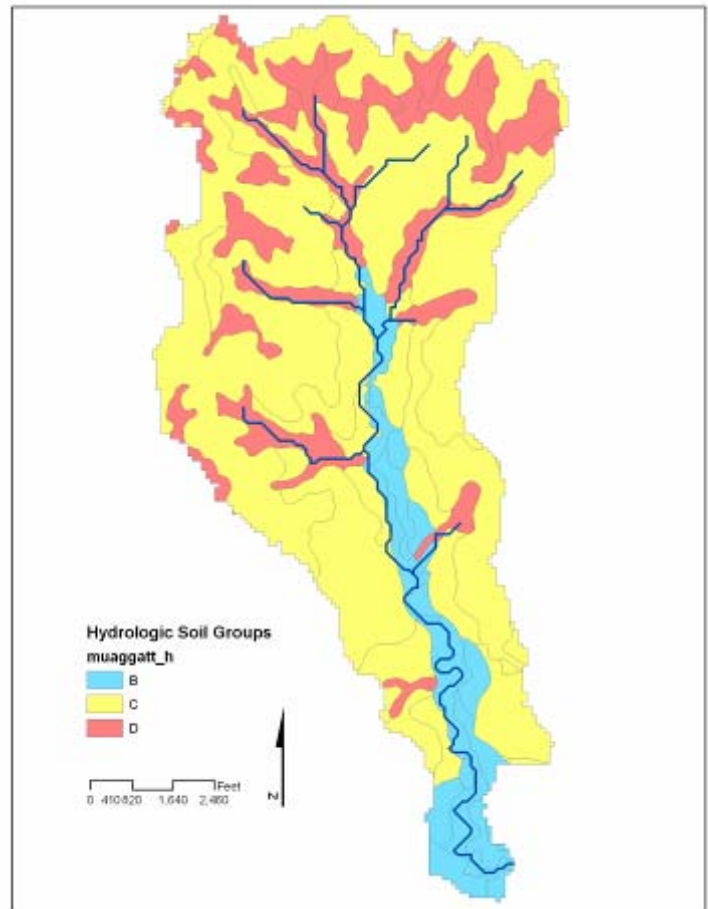 Hydrologic Soil Groups
muaggatt_h
B
C
D
Feet
0 410 820 1,640 2,460
N